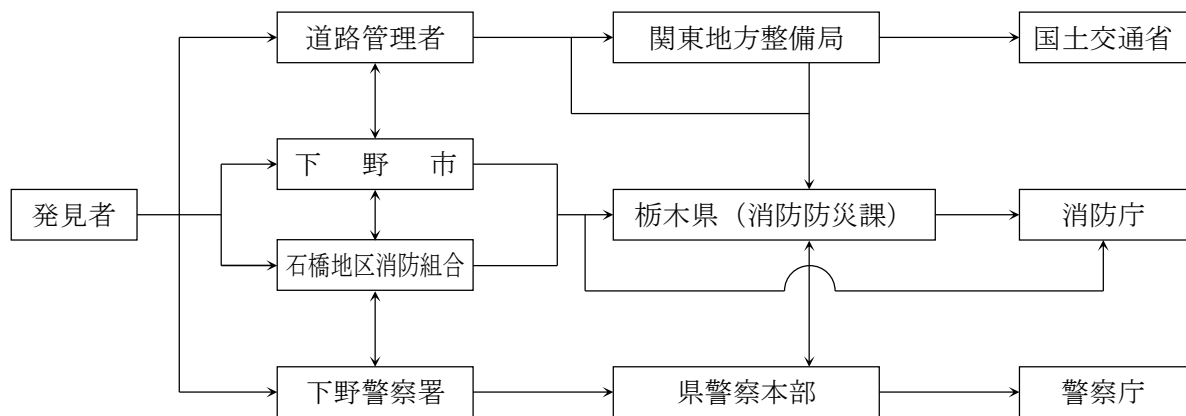 道路管理者
関東地方整備局
国土交通省
下野市
発見者
栃木県（消防防災課）
消防庁
石橋地区消防組合
下野警察署
県警察本部
警察庁